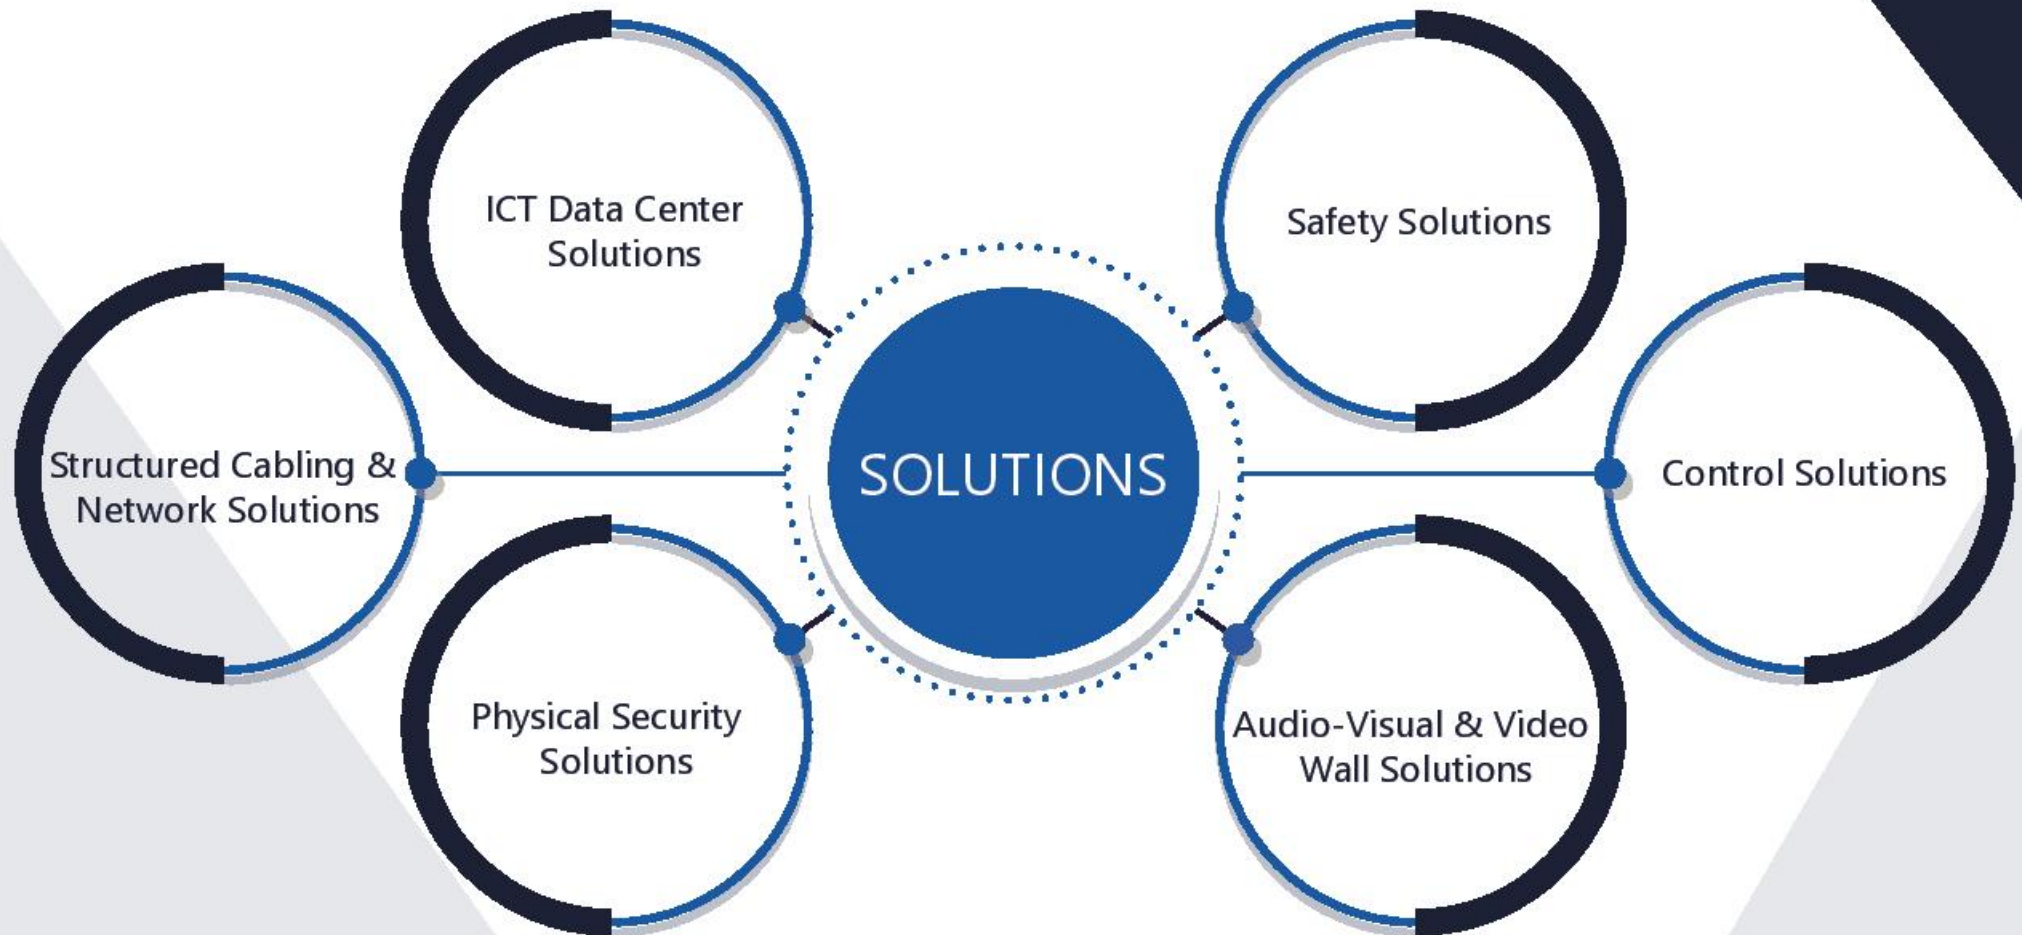 ICT Data Center
Solutions
Safety Solutions
Structured Cabling &
Network Solutions
SOLUTIONS
Control Solutions
Physical Security
Solutions
Audio-Visual & Video
Wall Solutions